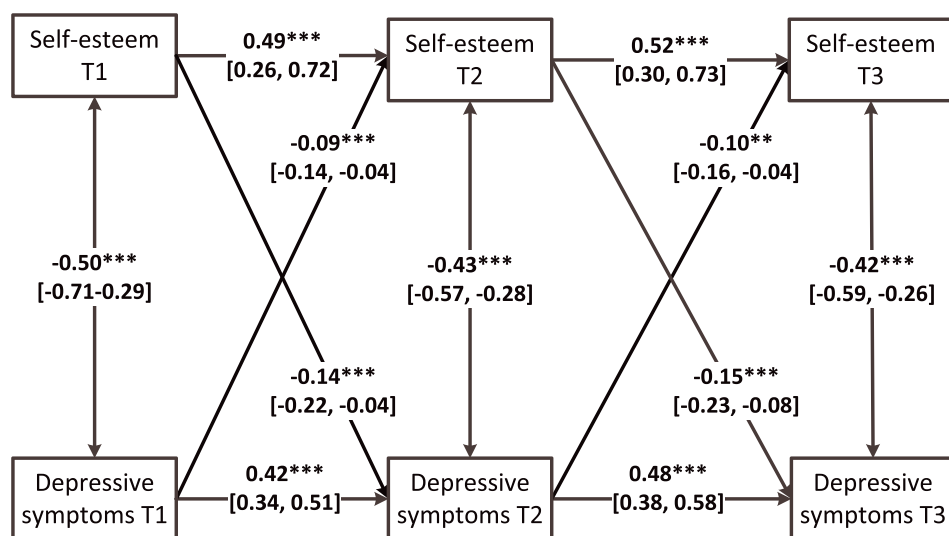 Self-esteem
T1
0.49***
[0.26, 0.72]
Self-esteem
T2
0.52***
[0.30, 0.73]
Self-esteem
T3
-0.09***
[-0.14, -0.04]
-0.10**
[-0.16, -0.04]
-0.50***
[-0.71-0.29]
-0.43***
[-0.57, -0.28]
-0.42***
[-0.59, -0.26]
-0.14***
[-0.22, -0.04]
-0.15***
[-0.23, -0.08]
Depressive
symptoms T1
0.42***
[0.34, 0.51]
Depressive
symptoms T2
0.48***
[0.38, 0.58]
Depressive
symptoms T3